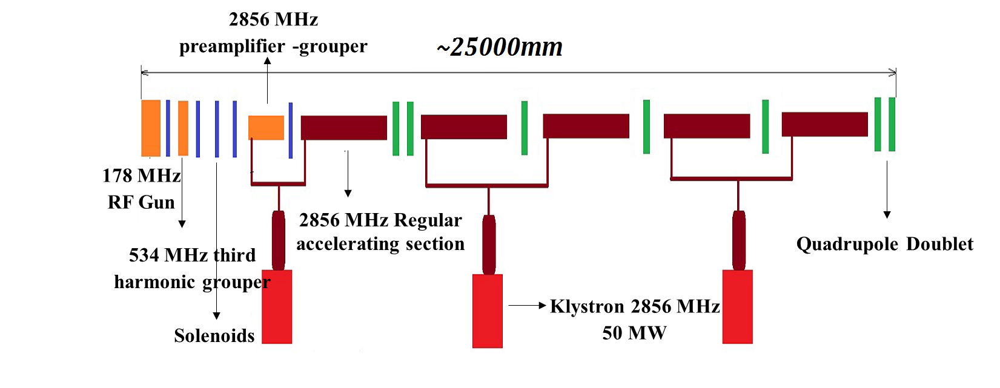 2856 MHz
preamplifier -grouper
~25000mm
178 MHz
RF Gun
534 MHz third
harmonic grouper
Solenoids
2856 MHz Regular
accelerating section
Klystron 2856 MHz
50 MW
Quadrupole Doublet